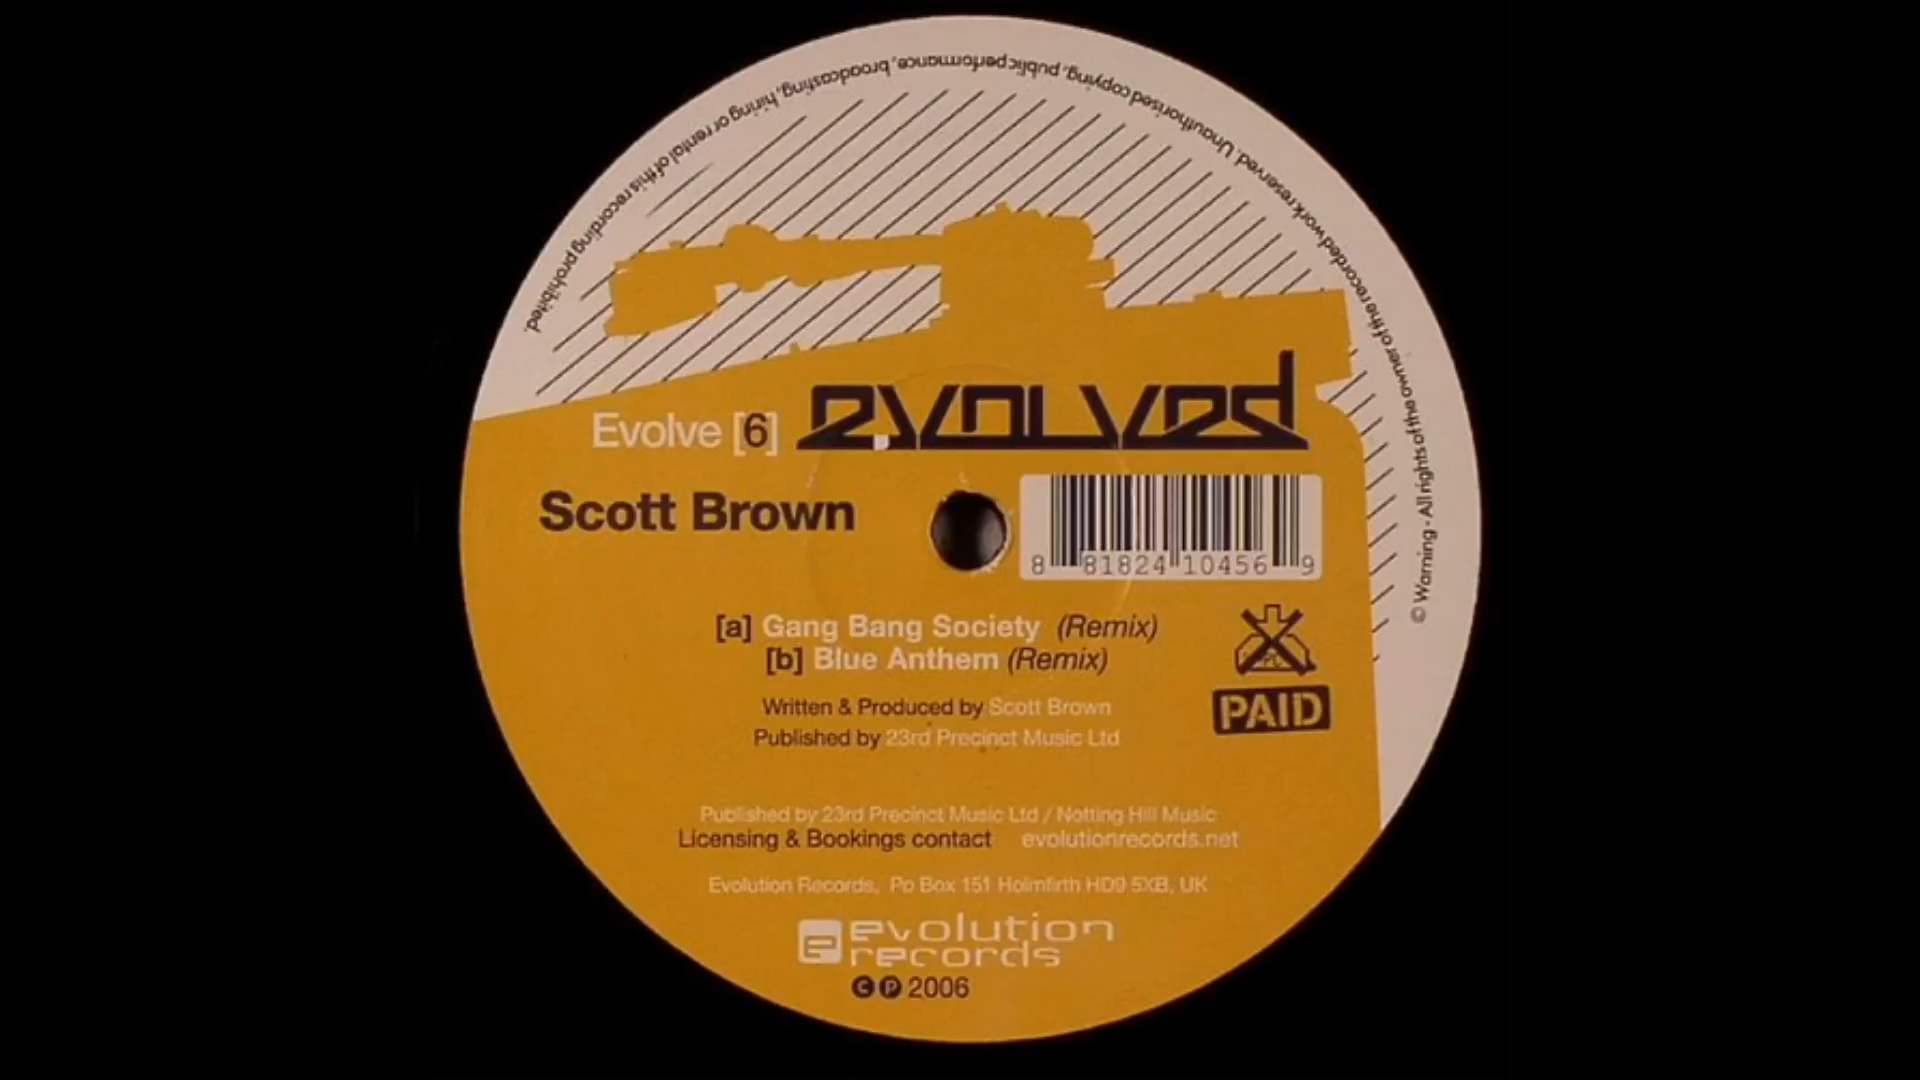 © Warning - All rights of the owner of the recorded work reserved. Unauthorised copying, public performance, broadcasting, hiring or rental of this recording prohibited.
Evolve [6] evolved
Scott Brown
8 81824 10456 9
[a] Gang Bang Society (Remix)
[b] Blue Anthem (Remix)
PAID
Written & Produced by Scott Brown
Published by 23rd Precinct Music Ltd
Published by 23rd Precinct Music Ltd / Notting Hill Music
Licensing & Bookings contact evolutionrecords.net
Evolution Records, Po Box 151 Holmfirth HD9 5XB, UK
e evolution
records
© ℗ 2006